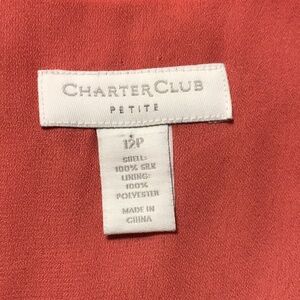 CHARTER CLUB
PETITE
12P
SHELL:
100% SILK
LINING:
100%
POLYESTER
MADE IN
CHINA